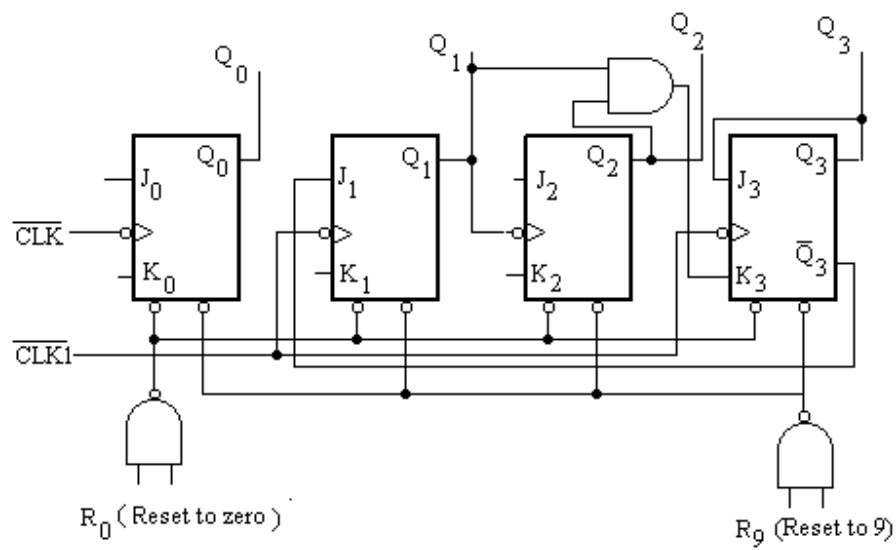 Q0
Q1
Q2
Q3
Q0
Q1
Q2
Q3
J0
J1
J2
J3
CLK
Q3
K0
K1
K2
K3
CLK1
R0 (Reset to zero)
R9 (Reset to 9)